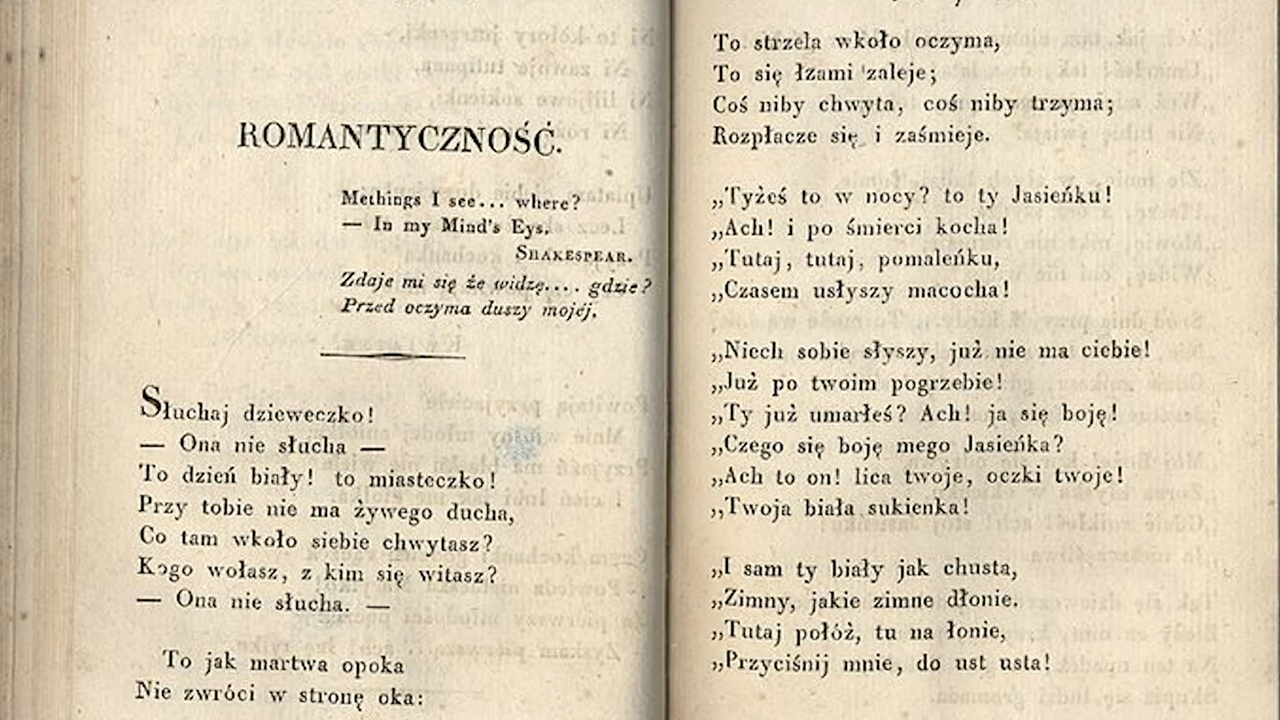 ROMANTYCZNOŚĆ.
Methings I see... where?
— In my Mind's Eys.
SHAKESPEAR.
Zdaje mi się że widzę.... gdzie?
Przed oczyma duszy mojéj.
Słuchaj dzieweczko!
— Ona nie słucha —
To dzień biały! to miasteczko!
Przy tobie nie ma żywego ducha,
Co tam wkoło siebie chwytasz?
Kogo wołasz, z kim się witasz?
— Ona nie słucha. —
To jak martwa opoka
Nie zwróci w stronę oka:
To strzela wkoło oczyma,
To się łzami zaleje;
Coś niby chwyta, coś niby trzyma;
Rozpłacze się i zaśmieje.
„Tyżeś to w nocy? to ty Jasieńku!
„Ach! i po śmierci kocha!
„Tutaj, tutaj, pomaleńku,
„Czasem usłyszy macocha!
„Niech sobie słyszy, już nie ma ciebie!
„Już po twoim pogrzebie!
„Ty już umarłeś? Ach! ja się boję!
„Czego się boję mego Jasieńka?
„Ach to on! lica twoje, oczki twoje!
„Twoja biała sukienka!
„I sam ty biały jak chusta,
„Zimny, jakie zimne dłonie.
„Tutaj połóż, tu na łonie,
„Przyciśnij mnie, do ust usta!